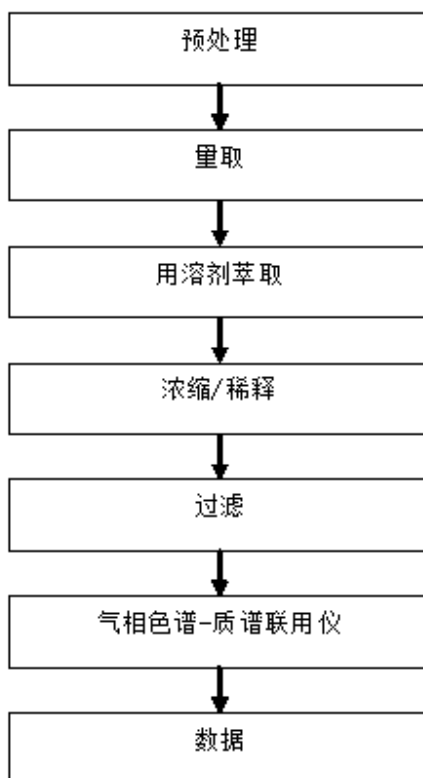 预处理
量取
用溶剂萃取
浓缩/稀释
过滤
气相色谱-质谱联用仪
数据